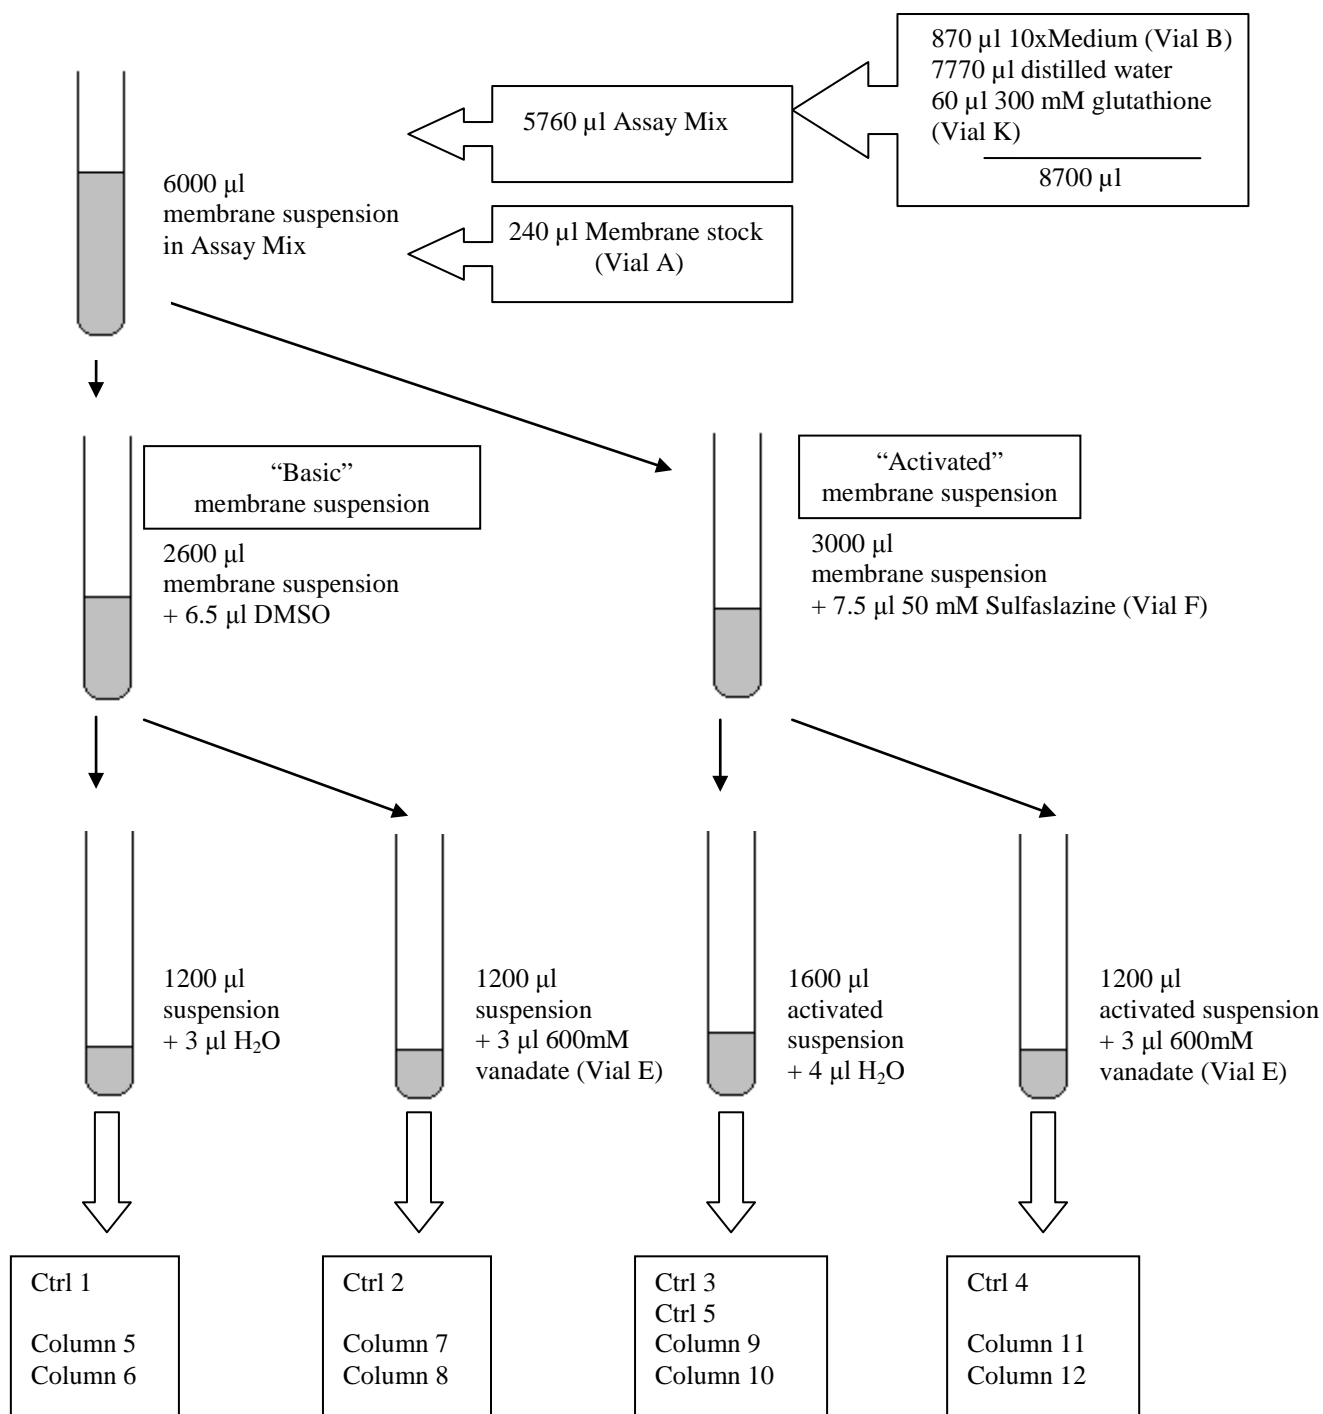 870 µl 10xMedium (Vial B)
7770 µl distilled water
60 µl 300 mM glutathione
(Vial K)
8700 µl
5760 µl Assay Mix
240 µl Membrane stock
(Vial A)
6000 µl
membrane suspension
in Assay Mix
“Basic”
membrane suspension
2600 µl
membrane suspension
+ 6.5 µl DMSO
“Activated”
membrane suspension
3000 µl
membrane suspension
+ 7.5 µl 50 mM Sulfaslazine (Vial F)
1200 µl
suspension
+ 3 µl H₂O
1200 µl
suspension
+ 3 µl 600mM
vanadate (Vial E)
1600 µl
activated
suspension
+ 4 µl H₂O
1200 µl
activated suspension
+ 3 µl 600mM
vanadate (Vial E)
Ctrl 1
Column 5
Column 6
Ctrl 2
Column 7
Column 8
Ctrl 3
Ctrl 5
Column 9
Column 10
Ctrl 4
Column 11
Column 12